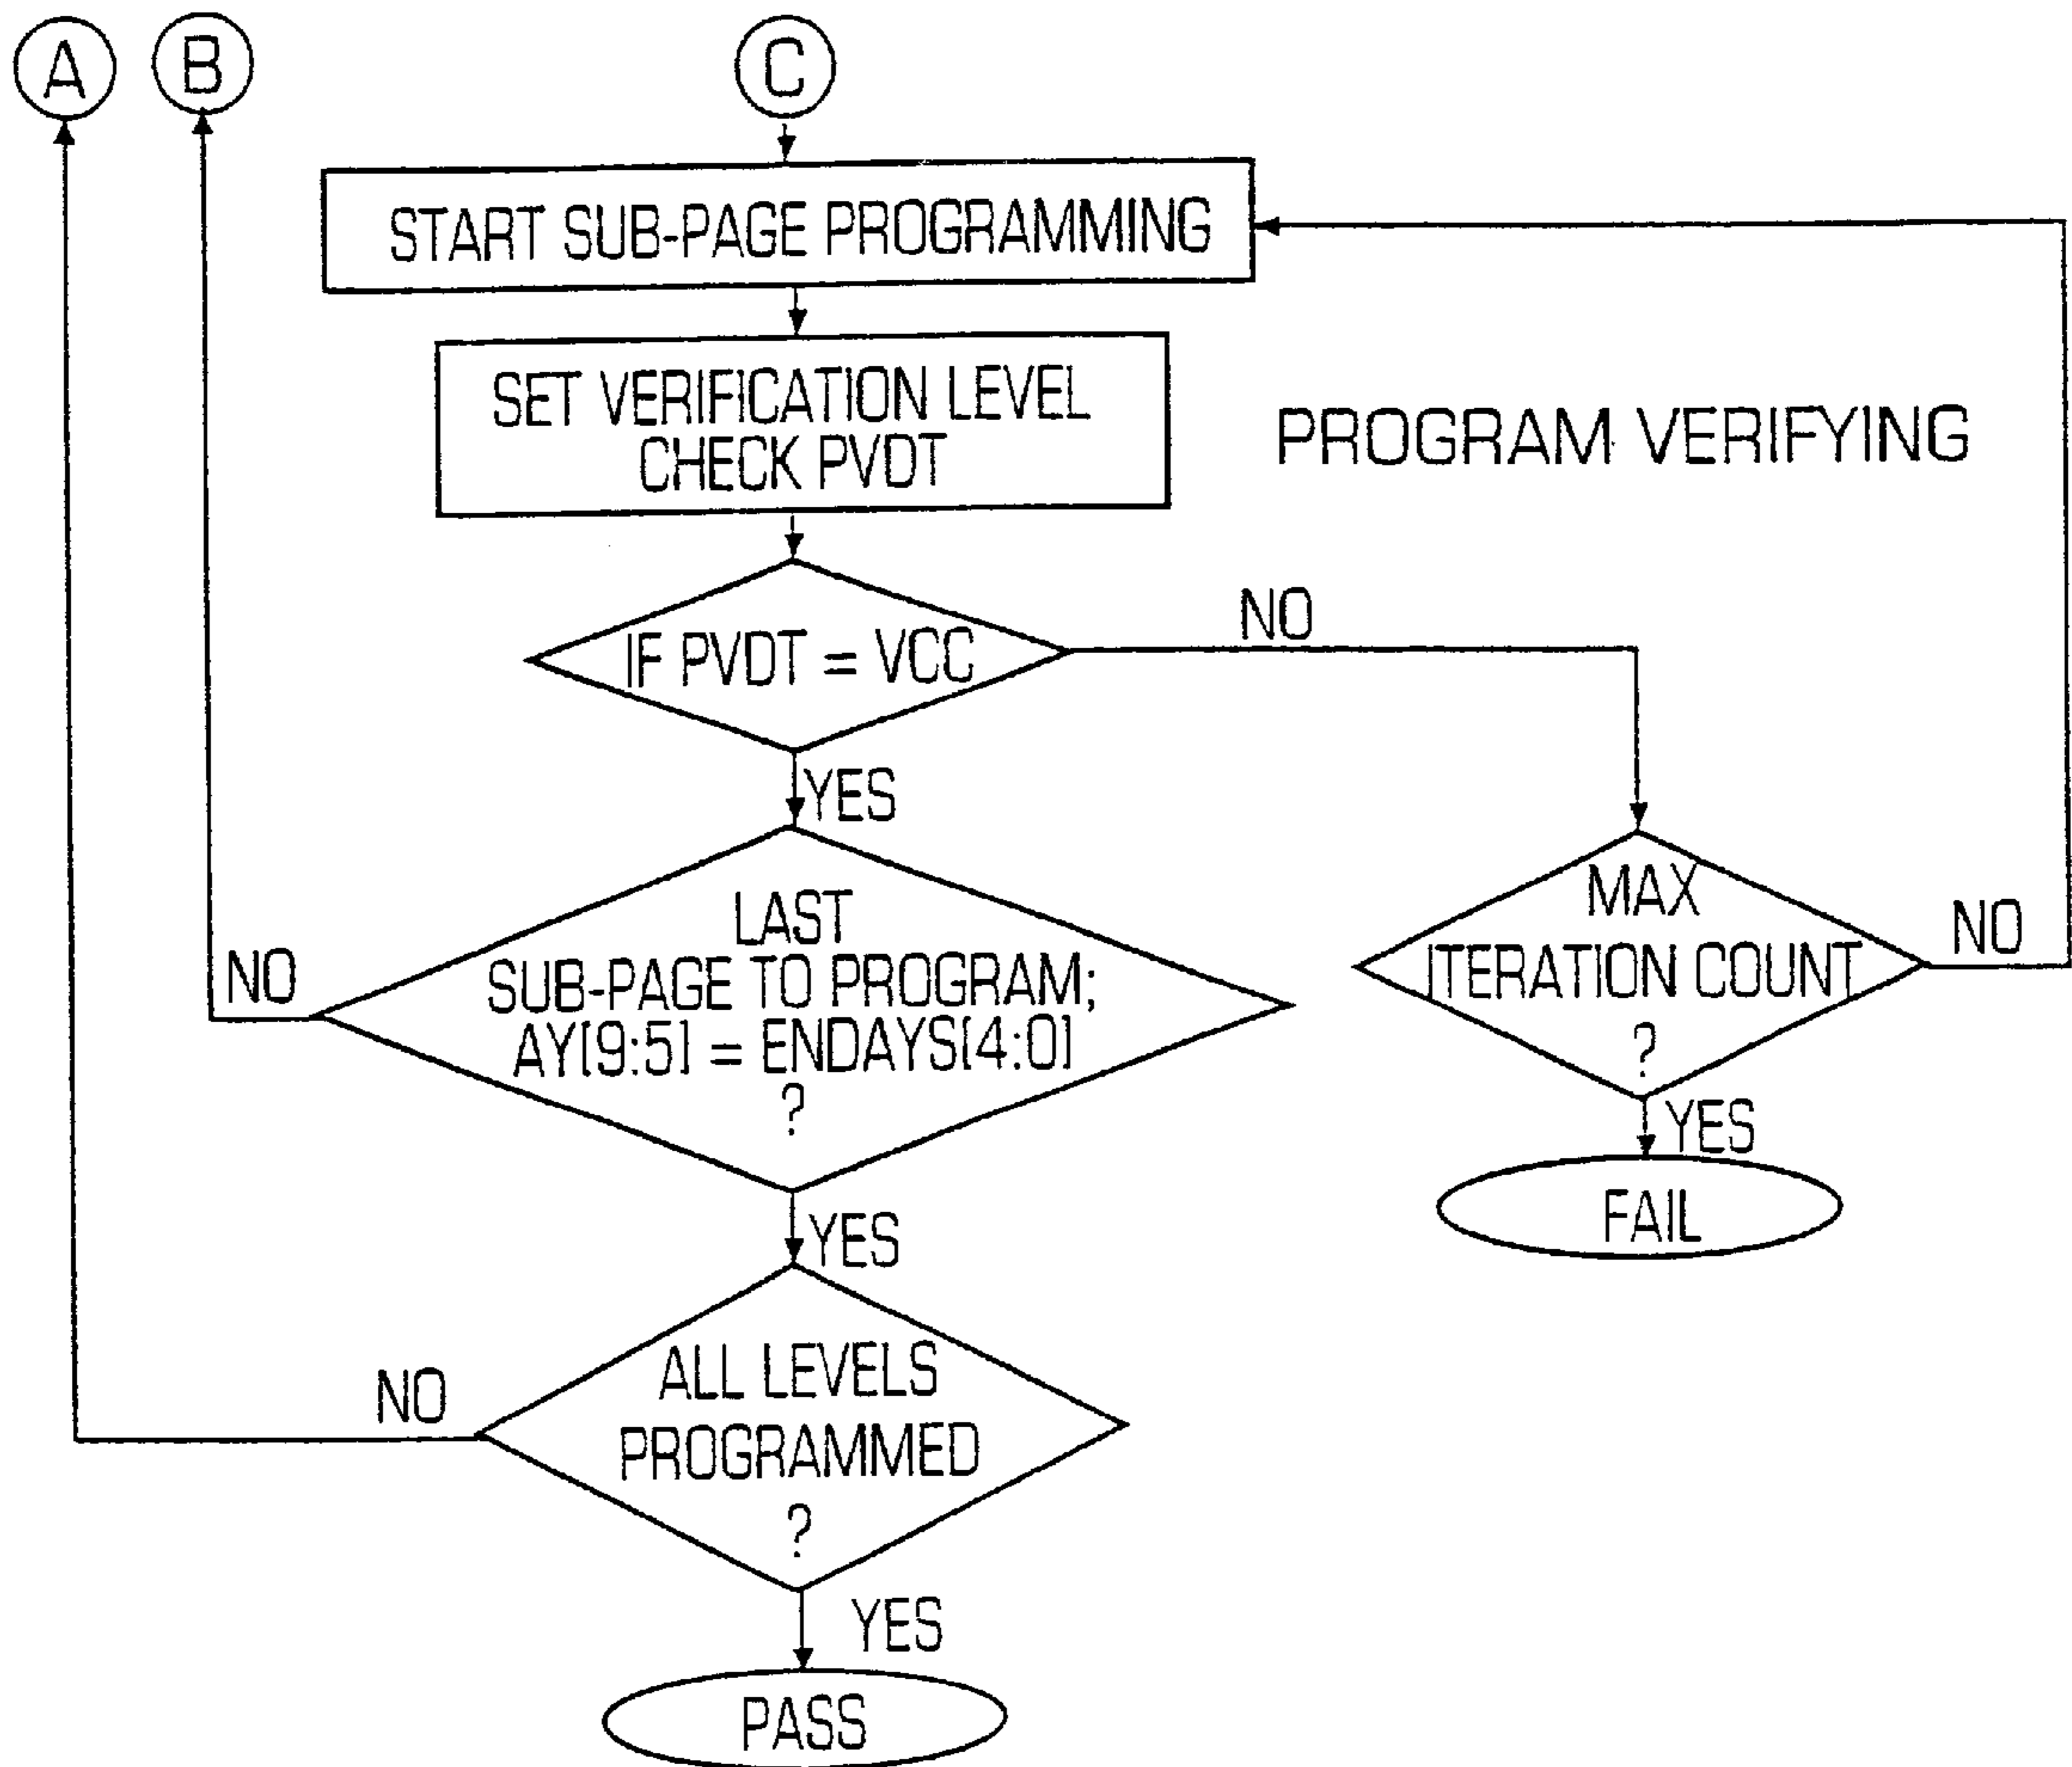 A
B
C
START SUB-PAGE PROGRAMMING
SET VERIFICATION LEVEL
CHECK PVDT
PROGRAM VERIFYING
IF PVDT = VCC
NO
YES
LAST
SUB-PAGE TO PROGRAM;
AY[9:5] = ENDAYS[4:0]
?
NO
MAX
ITERATION COUNT
?
NO
YES
FAIL
YES
ALL LEVELS
PROGRAMMED
?
NO
YES
PASS